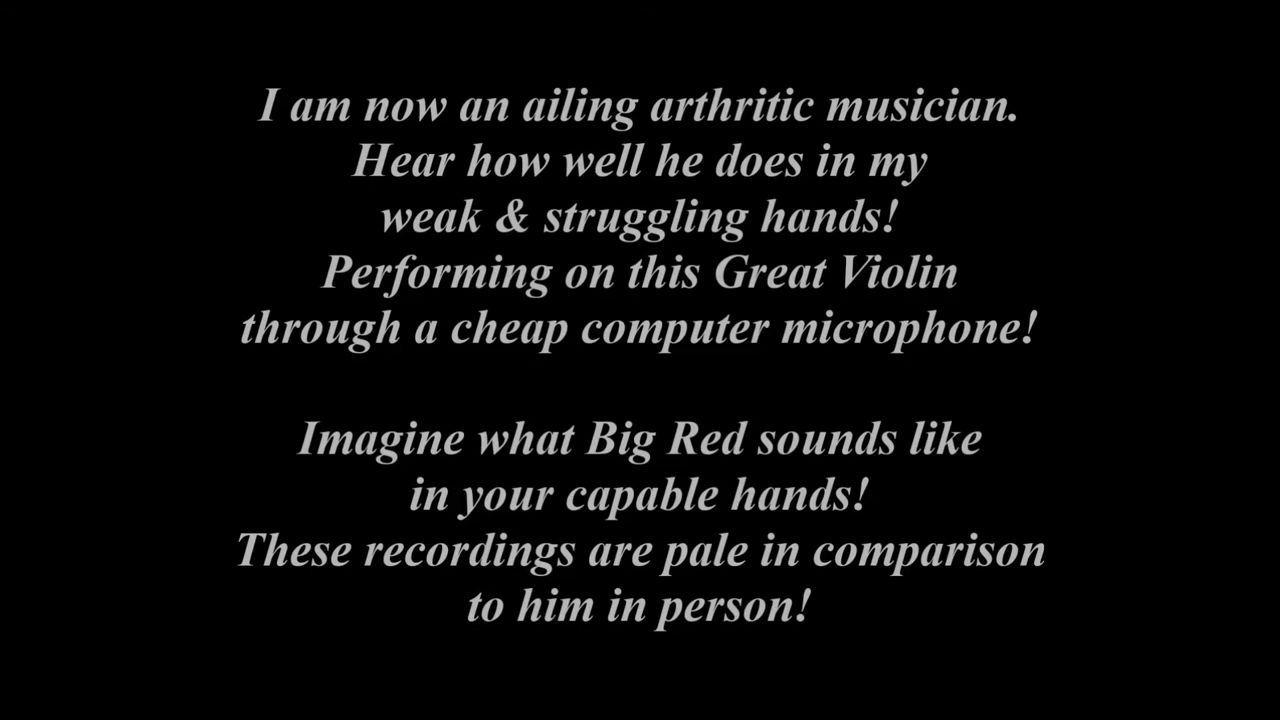 I am now an ailing arthritic musician.
Hear how well he does in my
weak & struggling hands!
Performing on this Great Violin
through a cheap computer microphone!
Imagine what Big Red sounds like
in your capable hands!
These recordings are pale in comparison
to him in person!